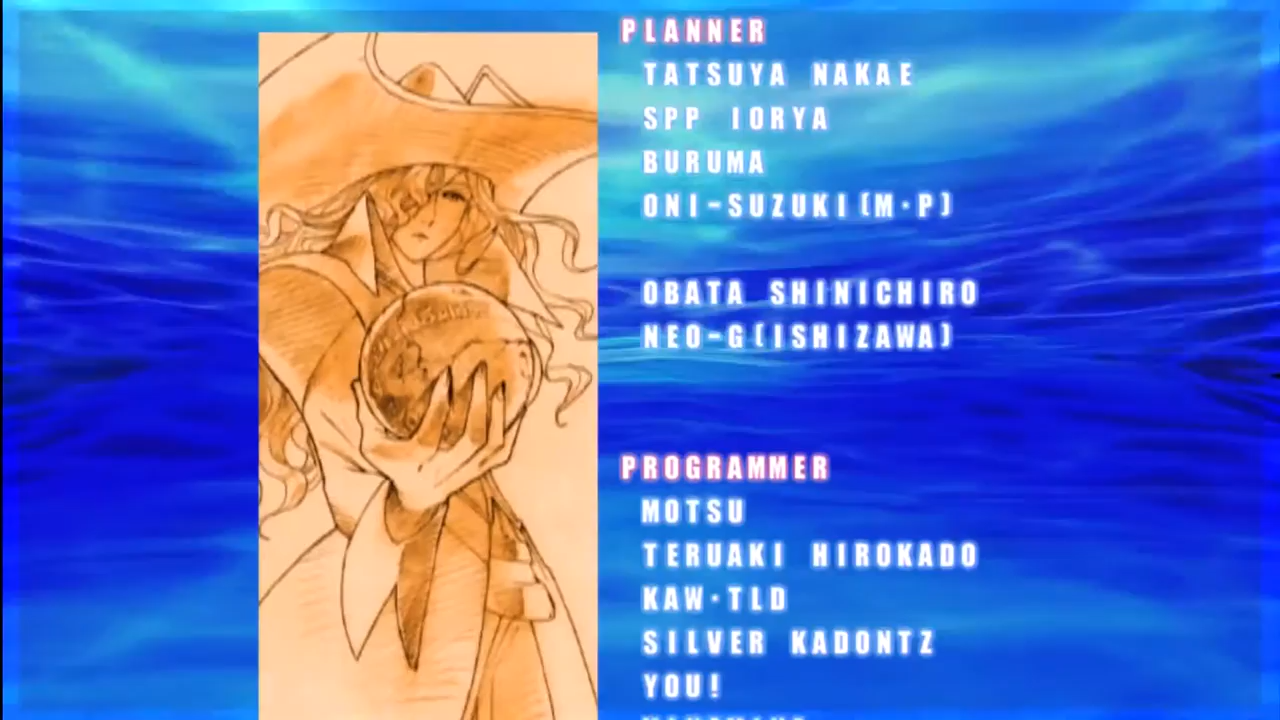 PLANNER
TATSUYA NAKAE
SPP IORYA
BURUMA
ONI-SUZUKI(M·P)
OBATA SHINICHIRO
NEO-G(ISHIZAWA)
PROGRAMMER
MOTSU
TERUAKI HIROKADO
KAW·TLD
SILVER KADONTZ
YOU!